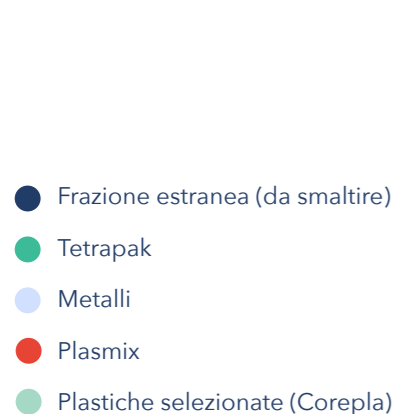 Frazione estranea (da smaltire)
Tetrapak
Metalli
Plasmix
Plastiche selezionate (Corepla)